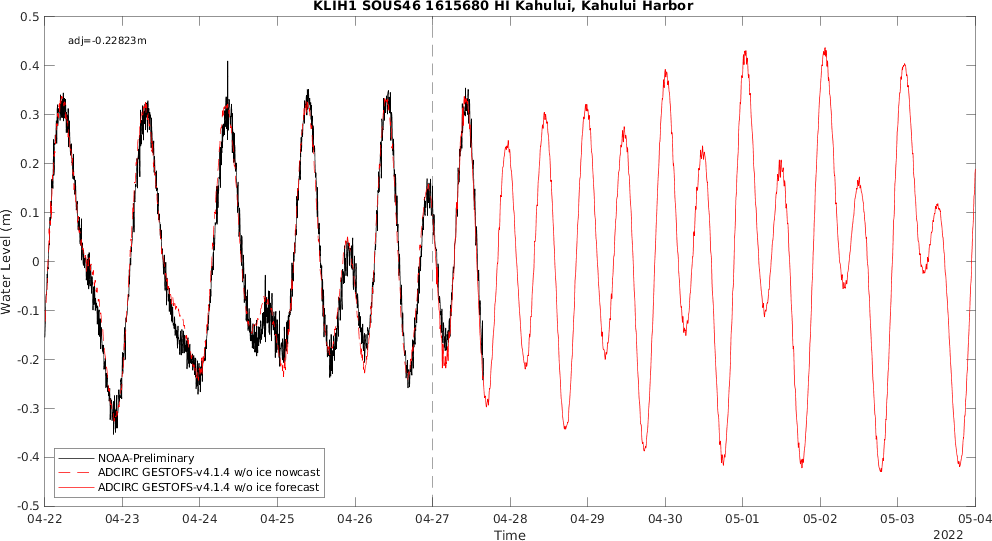 KLIH1 SOUS46 1615680 HI Kahului, Kahului Harbor
adj=-0.22823m
0.5
0.4
0.3
0.2
0.1
0
-0.1
-0.2
-0.3
-0.4
-0.5
Water Level (m)
NOAA-Preliminary
ADCIRC GESTOFS-v4.1.4 w/o ice nowcast
ADCIRC GESTOFS-v4.1.4 w/o ice forecast
04-22 04-23 04-24 04-25 04-26 04-27 04-28 04-29 04-30 05-01 05-02 05-03 05-04
Time
2022